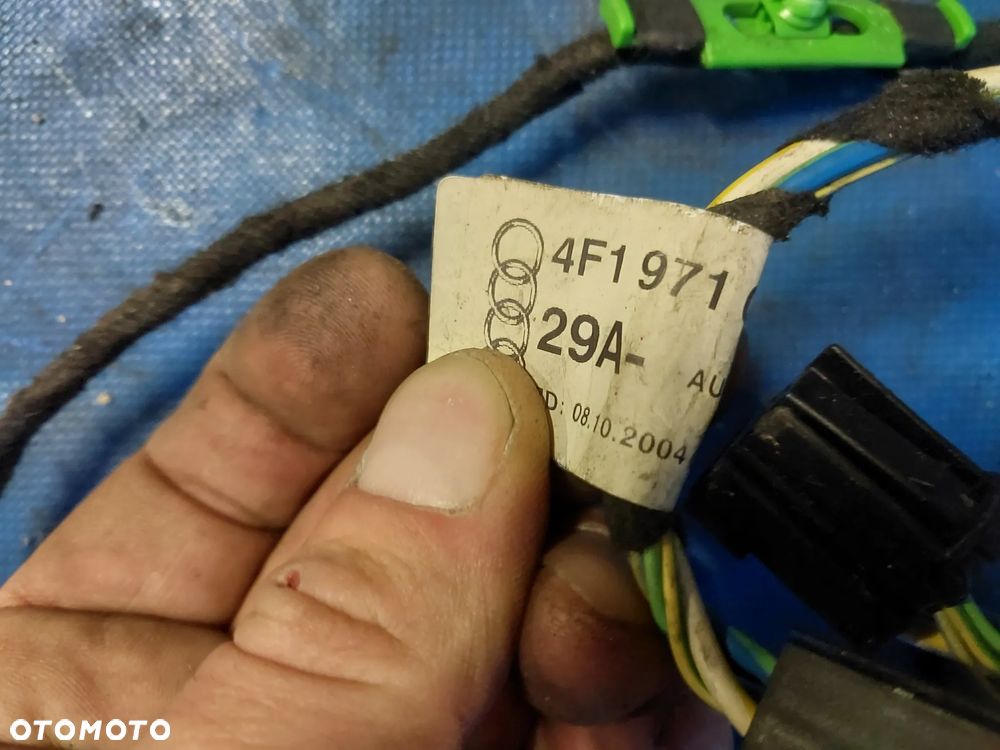 4F1971
29A-
AU
D: 08.10.2004
OTOMOTO